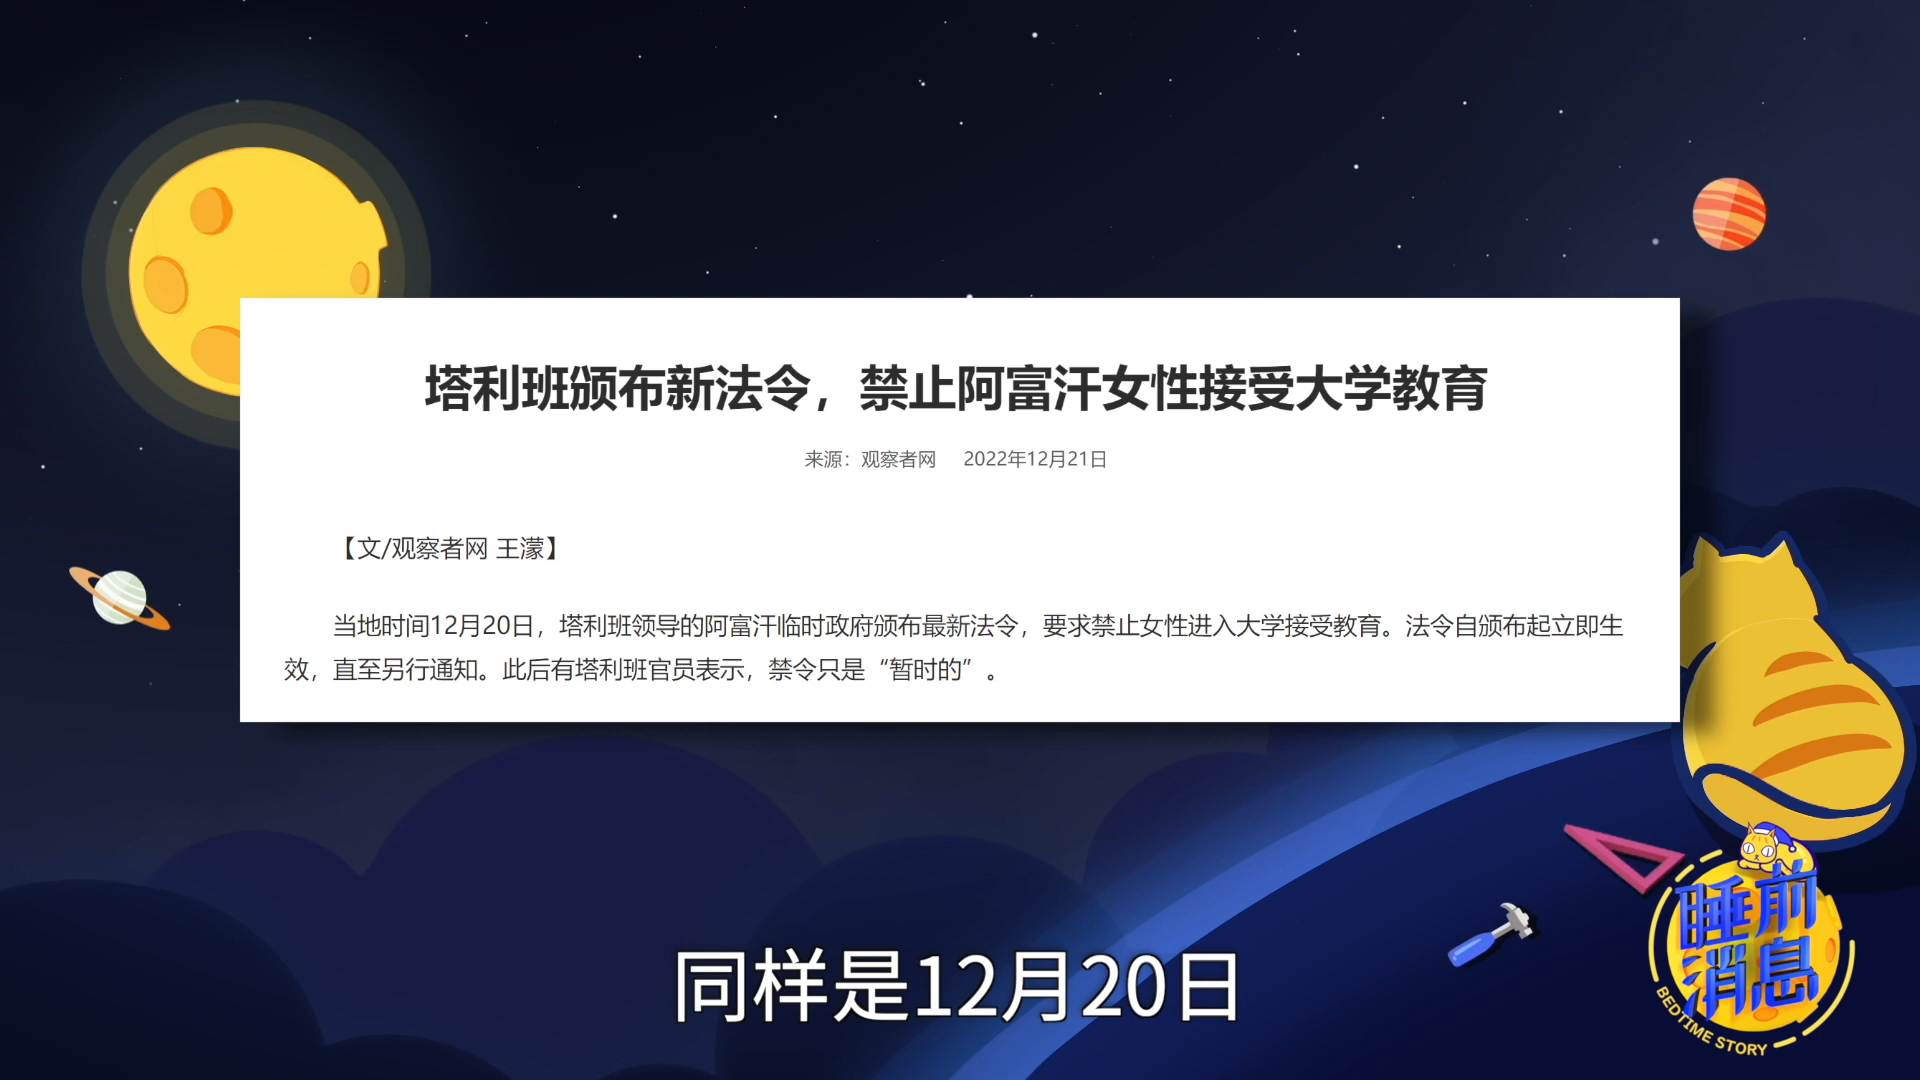 塔利班颁布新法令，禁止阿富汗女性接受大学教育
来源：观察者网 2022年12月21日
【文/观察者网 王濛】
当地时间12月20日，塔利班领导的阿富汗临时政府颁布最新法令，要求禁止女性进入大学接受教育。法令自颁布起立即生
效，直至另行通知。此后有塔利班官员表示，禁令只是“暂时的”。
同样是12月20日
睡前
消息
BEDTIME STORY